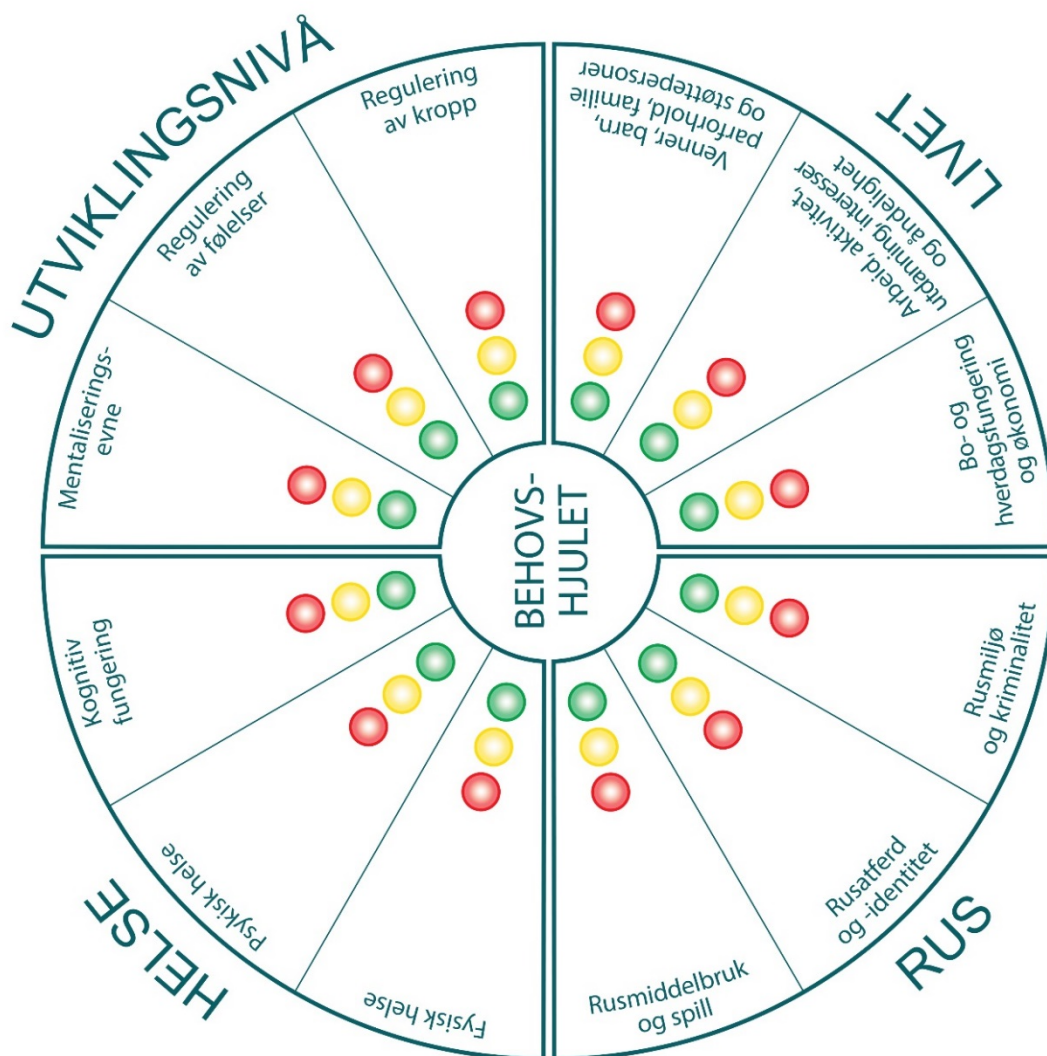 BEHOVS-
HJULET
UTVIKLINGSNIVÅ
Mentaliserings-
evne
Regulering
av følelser
Regulering
av kropp
LIVET
Venner, barn,
parforhold, familie
og støttepersoner
Arbeid, aktivitet,
utdanning, interesser
og åndelighet
Bo- og
hverdagsfungering
og økonomi
RUS
Rusmiljø
og kriminalitet
Rusatferd
og -identitet
Rusmiddelbruk
og spill
HELSE
Fysisk helse
Psykisk helse
Kognitiv
fungering